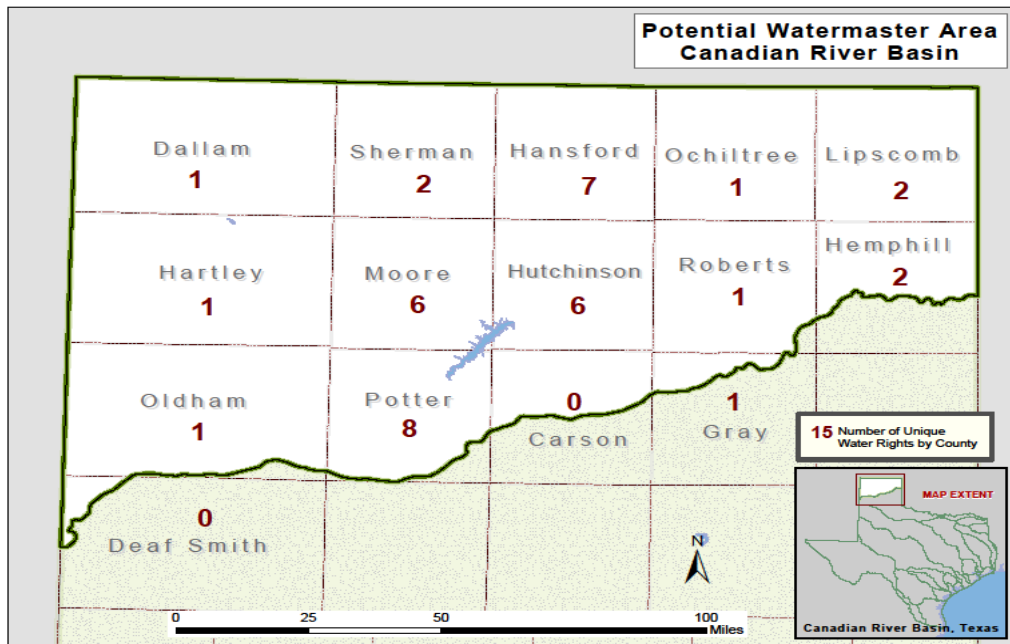 Potential Watermaster Area
Canadian River Basin
Dallam
1
Sherman
2
Hansford
7
Ochiltree
1
Lipscomb
2
Hartley
1
Moore
6
Hutchinson
6
Roberts
1
Hemphill
2
Oldham
1
Potter
8
0
Carson
1
Gray
0
Deaf Smith
15 Number of Unique
Water Rights by County
MAP EXTENT
N
0 25 50 100
Miles
Canadian River Basin, Texas